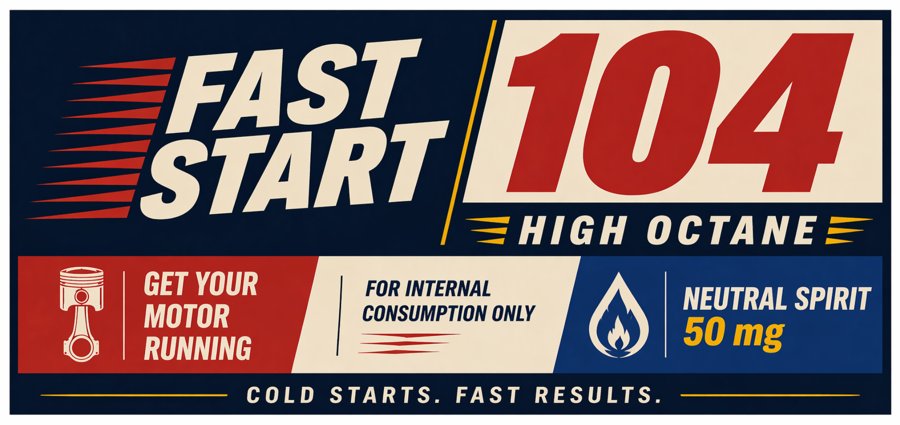 FAST
START
104
HIGH OCTANE
GET YOUR
MOTOR
RUNNING
FOR INTERNAL
CONSUMPTION ONLY
NEUTRAL SPIRIT
50 mg
COLD STARTS. FAST RESULTS.